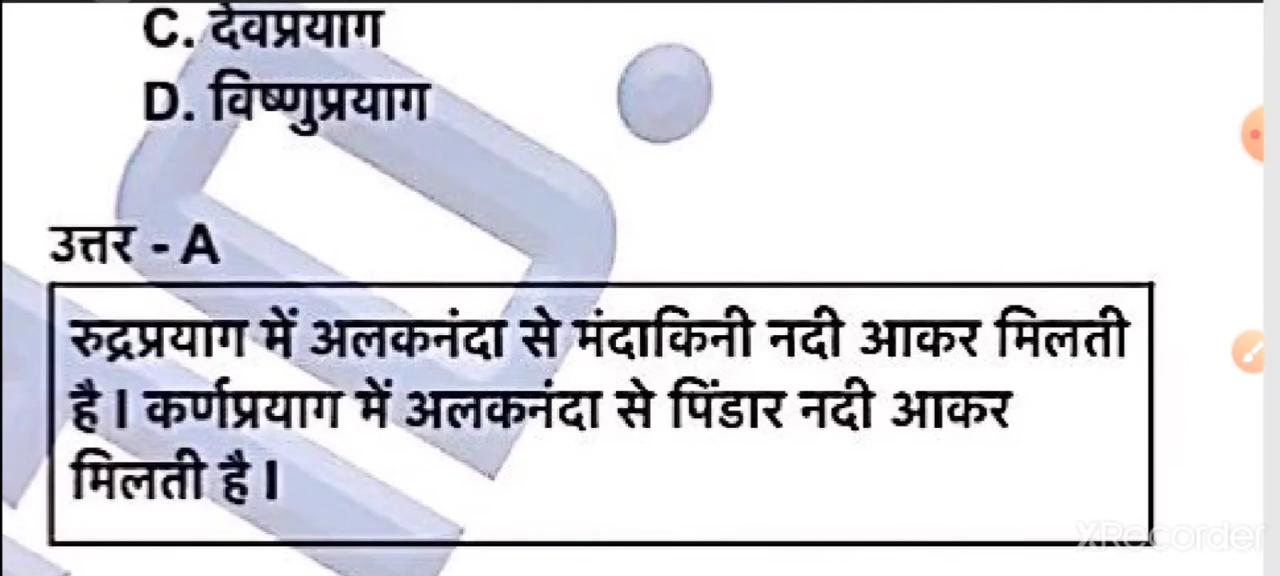 C. देवप्रयाग
D. विष्णुप्रयाग
उत्तर - A
रुद्रप्रयाग में अलकनंदा से मंदाकिनी नदी आकर मिलती
है I कर्णप्रयाग में अलकनंदा से पिंडार नदी आकर
मिलती है I
XRecorder